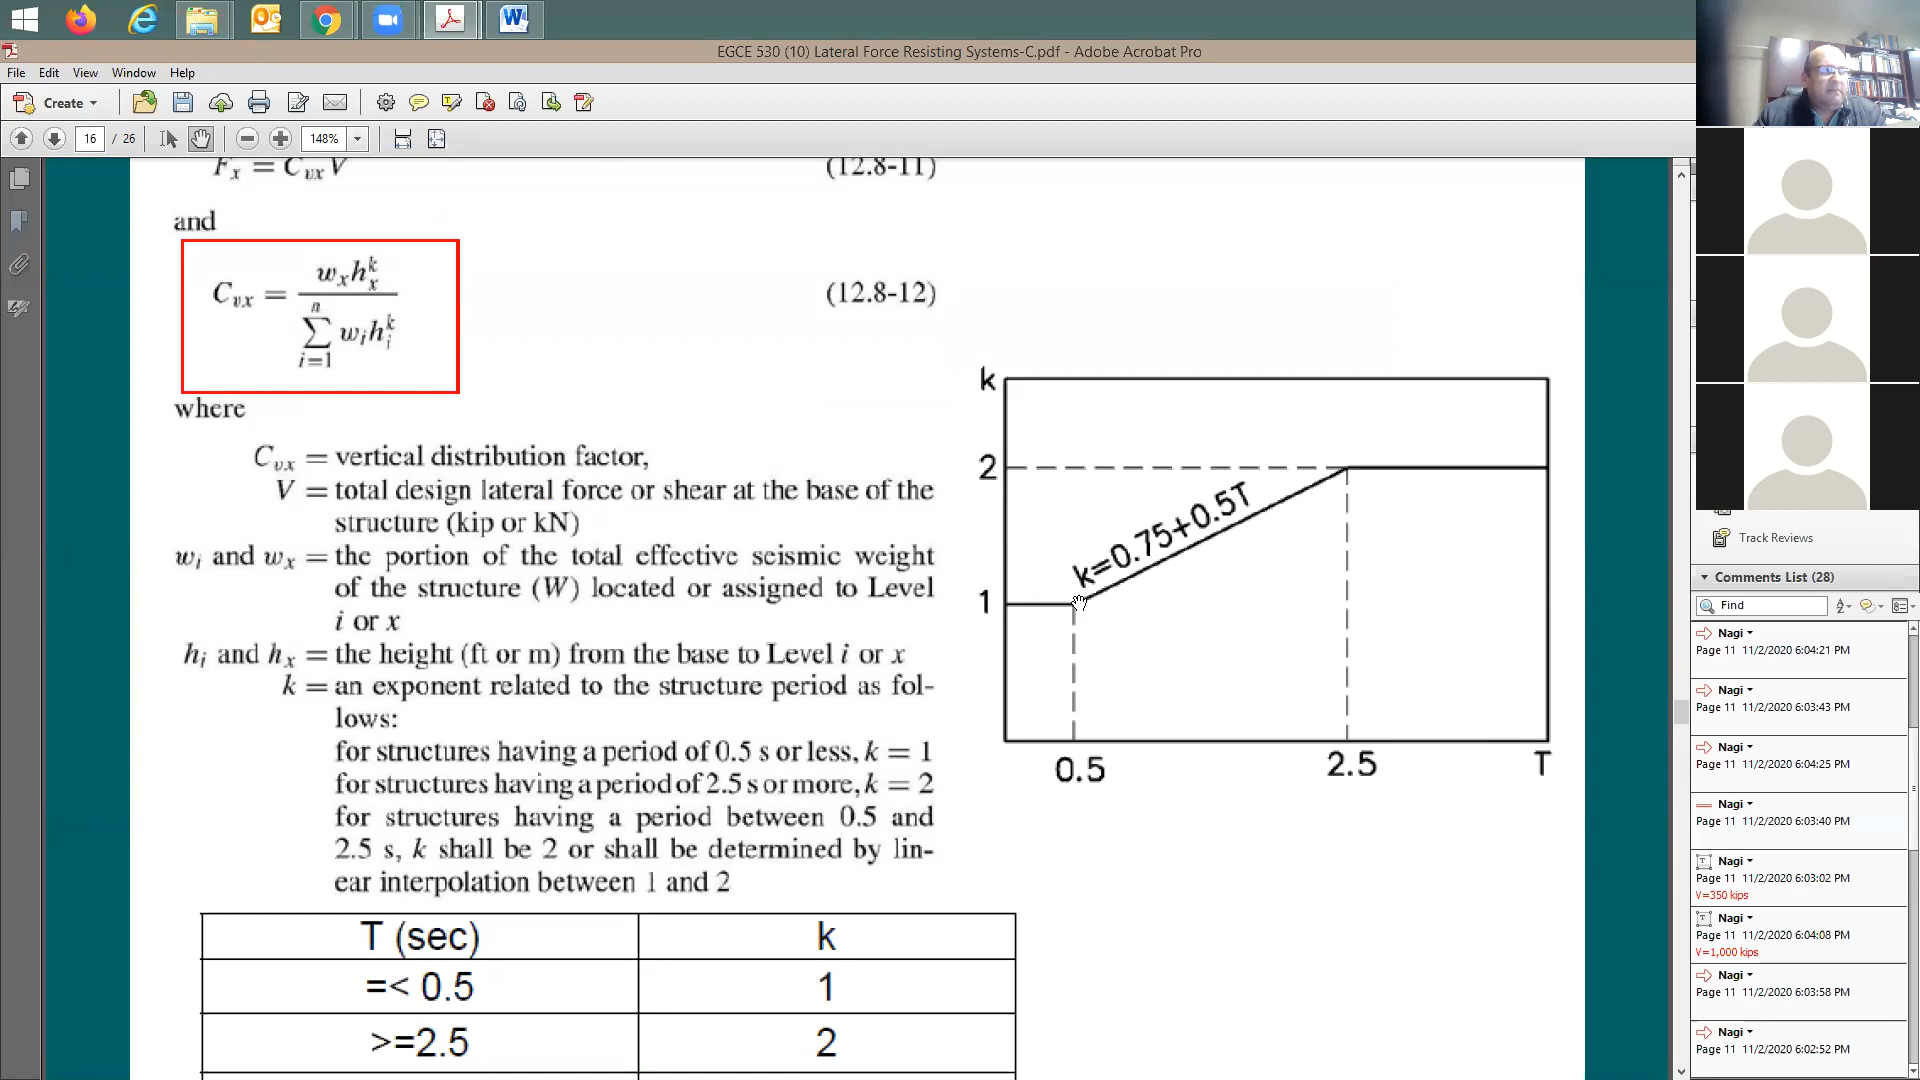 EGCE 530 (10) Lateral Force Resisting Systems-C.pdf - Adobe Acrobat Pro
File Edit View Window Help
Create
16 / 26 148%
F_x = C_vx V (12.8-11)
and
C_vx = w_x h_x^k / Σ_{i=1}^{n} w_i h_i^k (12.8-12)
where
C_vx = vertical distribution factor,
V = total design lateral force or shear at the base of the
structure (kip or kN)
w_i and w_x = the portion of the total effective seismic weight
of the structure (W) located or assigned to Level
i or x
h_i and h_x = the height (ft or m) from the base to Level i or x
k = an exponent related to the structure period as fol-
lows:
for structures having a period of 0.5 s or less, k = 1
for structures having a period of 2.5 s or more, k = 2
for structures having a period between 0.5 and
2.5 s, k shall be 2 or shall be determined by lin-
ear interpolation between 1 and 2
T (sec) k
=< 0.5 1
>=2.5 2
k
2
k=0.75+0.5T
1
0.5 2.5 T
Track Reviews
Comments List (28)
Find
Nagi
Page 11 11/2/2020 6:04:21 PM
Nagi
Page 11 11/2/2020 6:03:43 PM
Nagi
Page 11 11/2/2020 6:04:25 PM
Nagi
Page 11 11/2/2020 6:03:40 PM
Nagi
Page 11 11/2/2020 6:03:02 PM
V=350 kips
Nagi
Page 11 11/2/2020 6:04:08 PM
V=1,000 kips
Nagi
Page 11 11/2/2020 6:03:58 PM
Nagi
Page 11 11/2/2020 6:02:52 PM